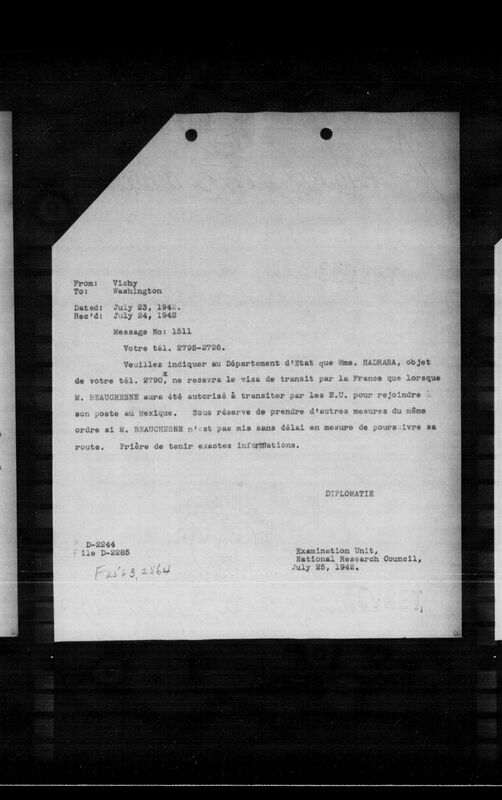 From: Vichy
To: Washington
Dated: July 23, 1942.
Rec'd: July 24, 1942
Message No: 1511
Votre tél. 2795-2796.
Veuillez indiquer au Département d'Etat que Mme. HADRABA, objet
x
de votre tél. 2790, ne recevra le visa de transit par la France que lorsque
M. BEAUCHESNE aura été autorisé à transiter par les E.U. pour rejoindre
son poste au Mexique. Sous réserve de prendre d'autres mesures du même
ordre si M. BEAUCHESNE n'est pas mis sans délai en mesure de poursuivre sa
route. Prière de tenir exactes informations.
DIPLOMATIE
D-2244
File D-2285
F2563, 2564
Examination Unit,
National Research Council,
July 25, 1942.